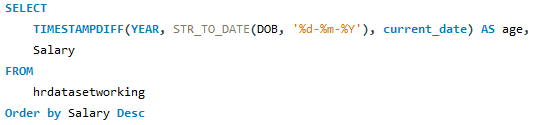 SELECT
TIMESTAMPDIFF(YEAR, STR_TO_DATE(DOB, '%d-%m-%Y'), current_date) AS age,
Salary
FROM
hrdatasetworking
Order by Salary Desc